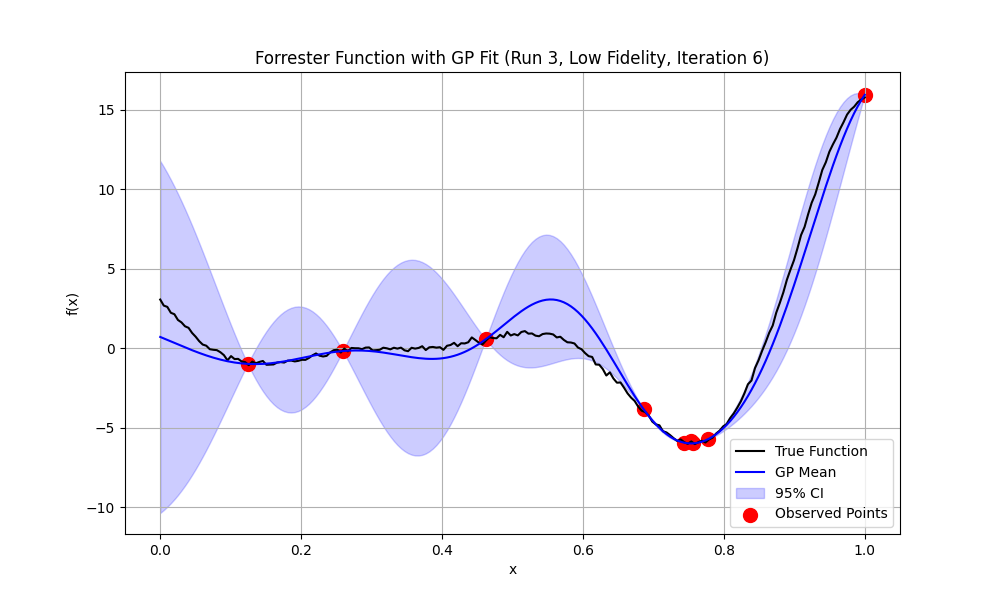 Forrester Function with GP Fit (Run 3, Low Fidelity, Iteration 6)
15
10
5
0
−5
−10
f(x)
True Function
GP Mean
95% CI
Observed Points
0.0 0.2 0.4 0.6 0.8 1.0
x